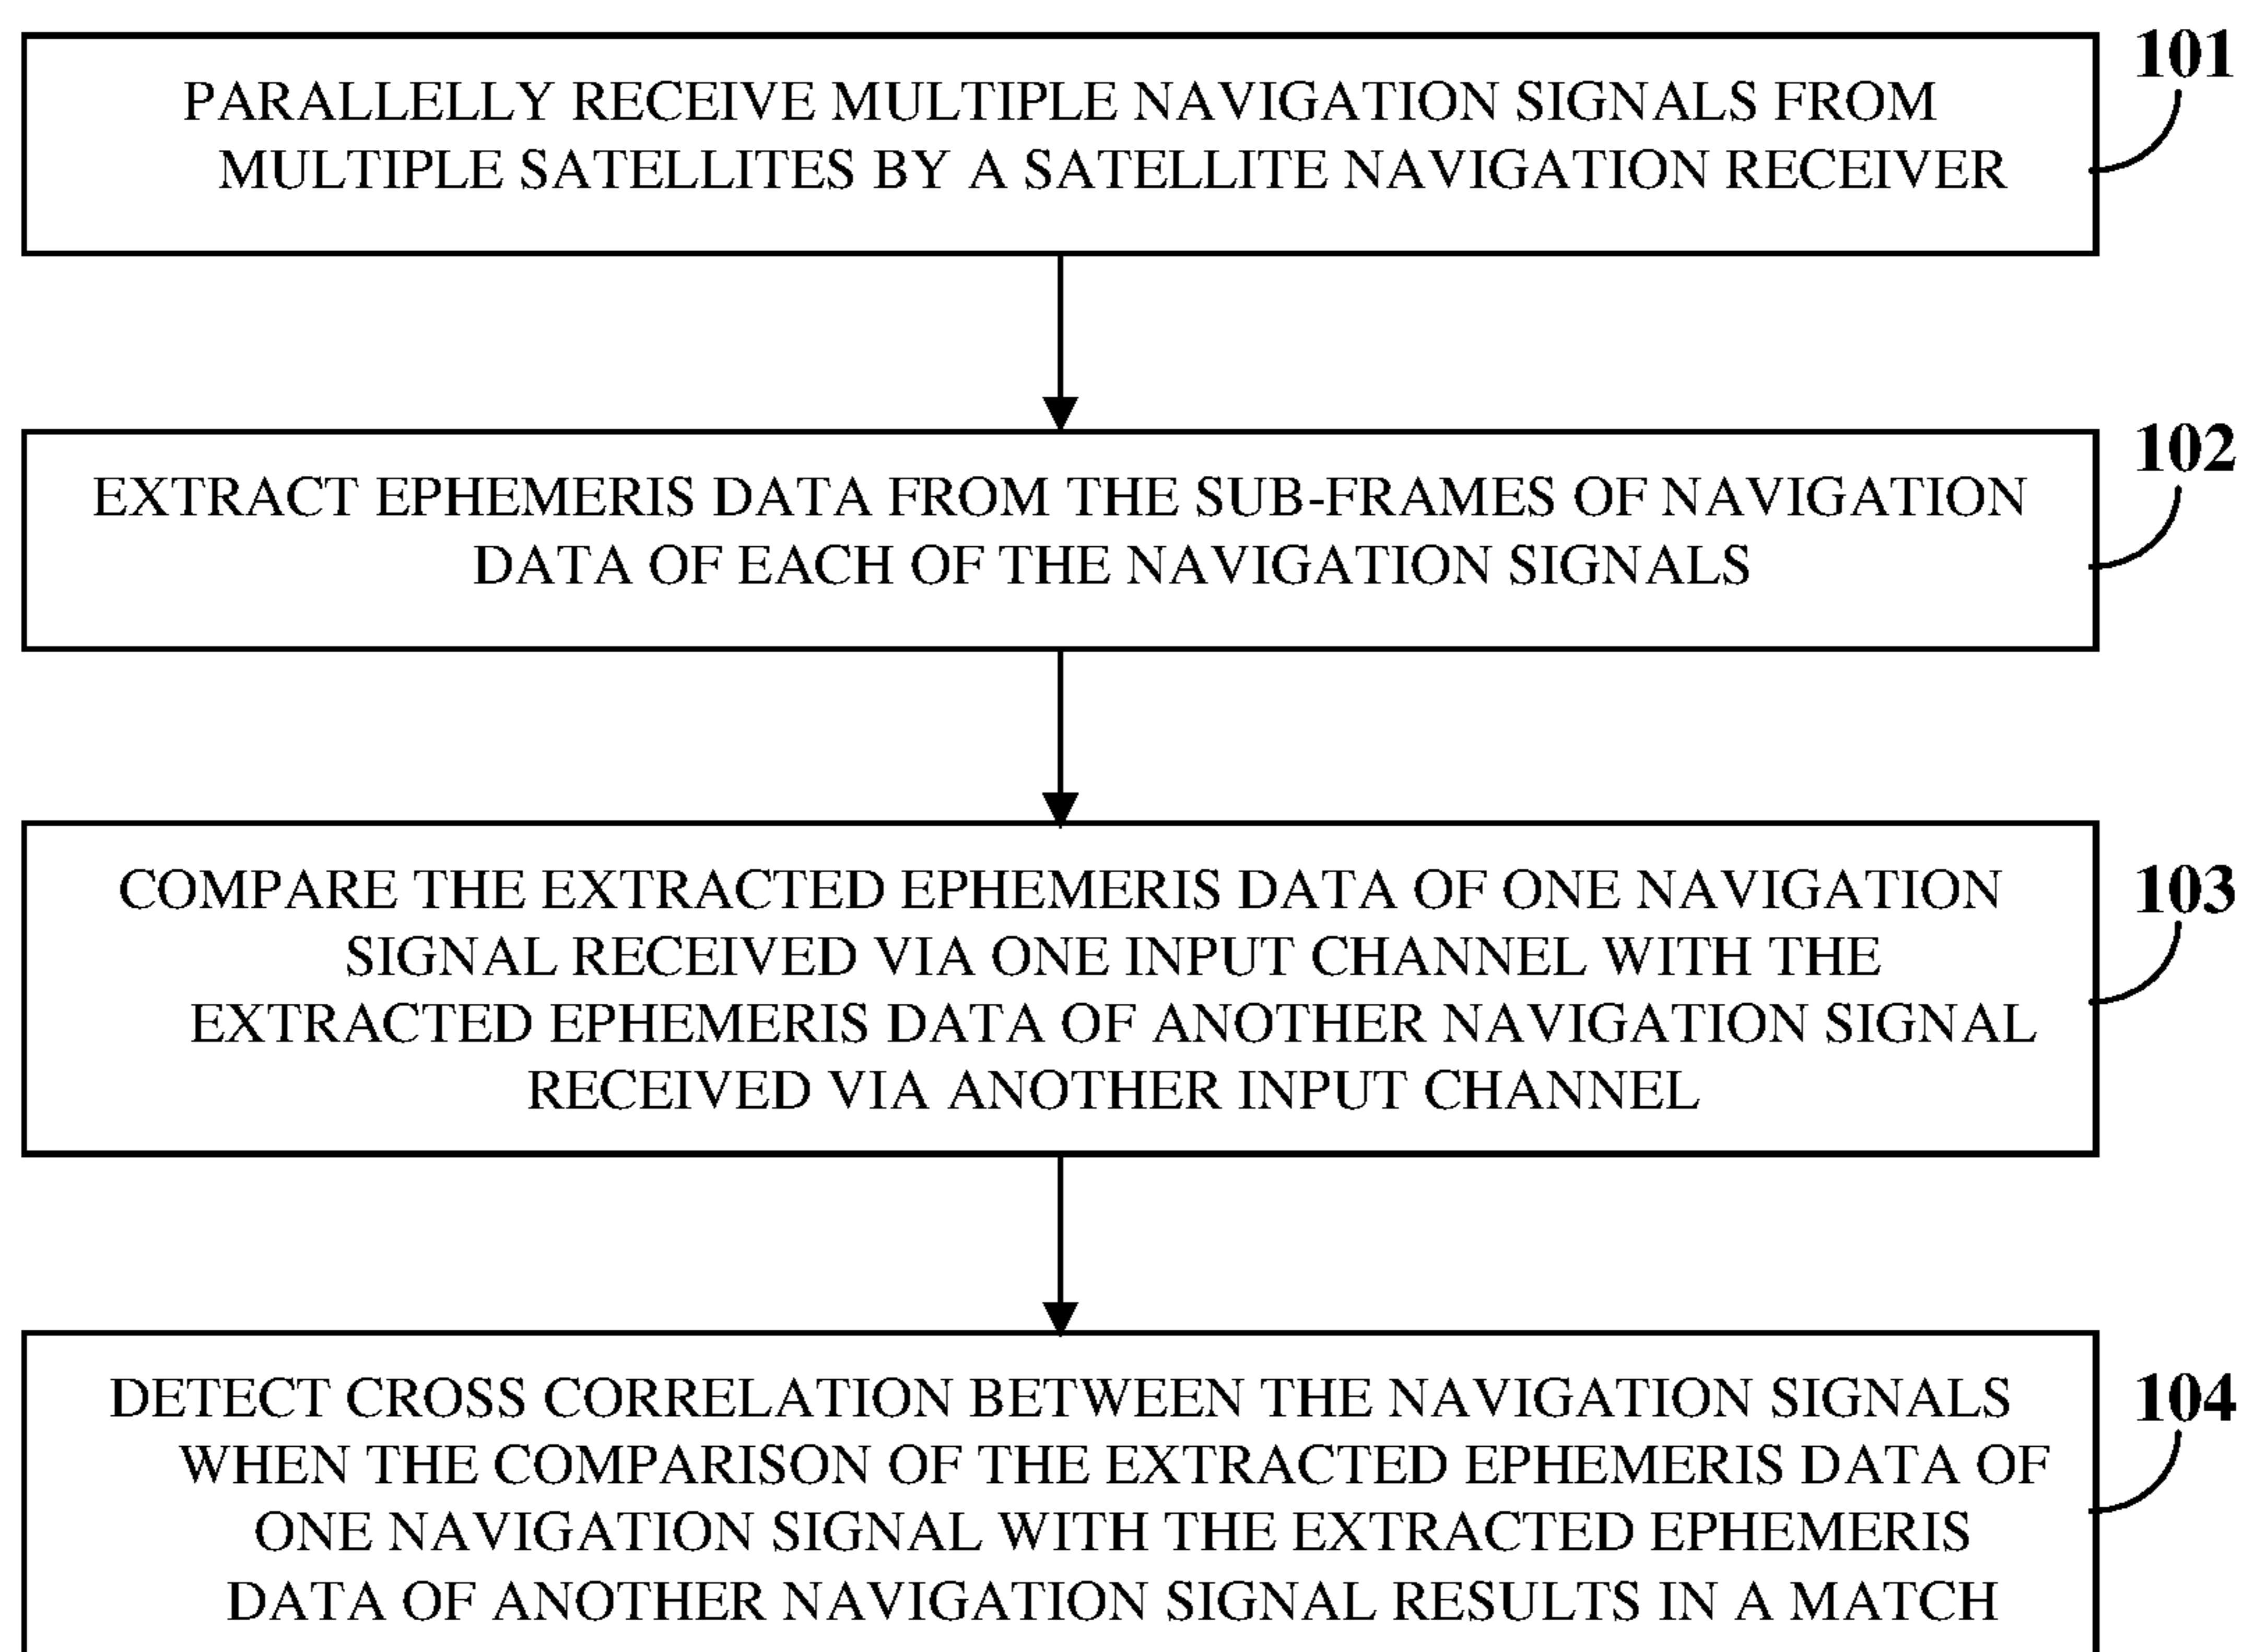 101
PARALLELLY RECEIVE MULTIPLE NAVIGATION SIGNALS FROM
MULTIPLE SATELLITES BY A SATELLITE NAVIGATION RECEIVER
102
EXTRACT EPHEMERIS DATA FROM THE SUB-FRAMES OF NAVIGATION
DATA OF EACH OF THE NAVIGATION SIGNALS
103
COMPARE THE EXTRACTED EPHEMERIS DATA OF ONE NAVIGATION
SIGNAL RECEIVED VIA ONE INPUT CHANNEL WITH THE
EXTRACTED EPHEMERIS DATA OF ANOTHER NAVIGATION SIGNAL
RECEIVED VIA ANOTHER INPUT CHANNEL
104
DETECT CROSS CORRELATION BETWEEN THE NAVIGATION SIGNALS
WHEN THE COMPARISON OF THE EXTRACTED EPHEMERIS DATA OF
ONE NAVIGATION SIGNAL WITH THE EXTRACTED EPHEMERIS
DATA OF ANOTHER NAVIGATION SIGNAL RESULTS IN A MATCH